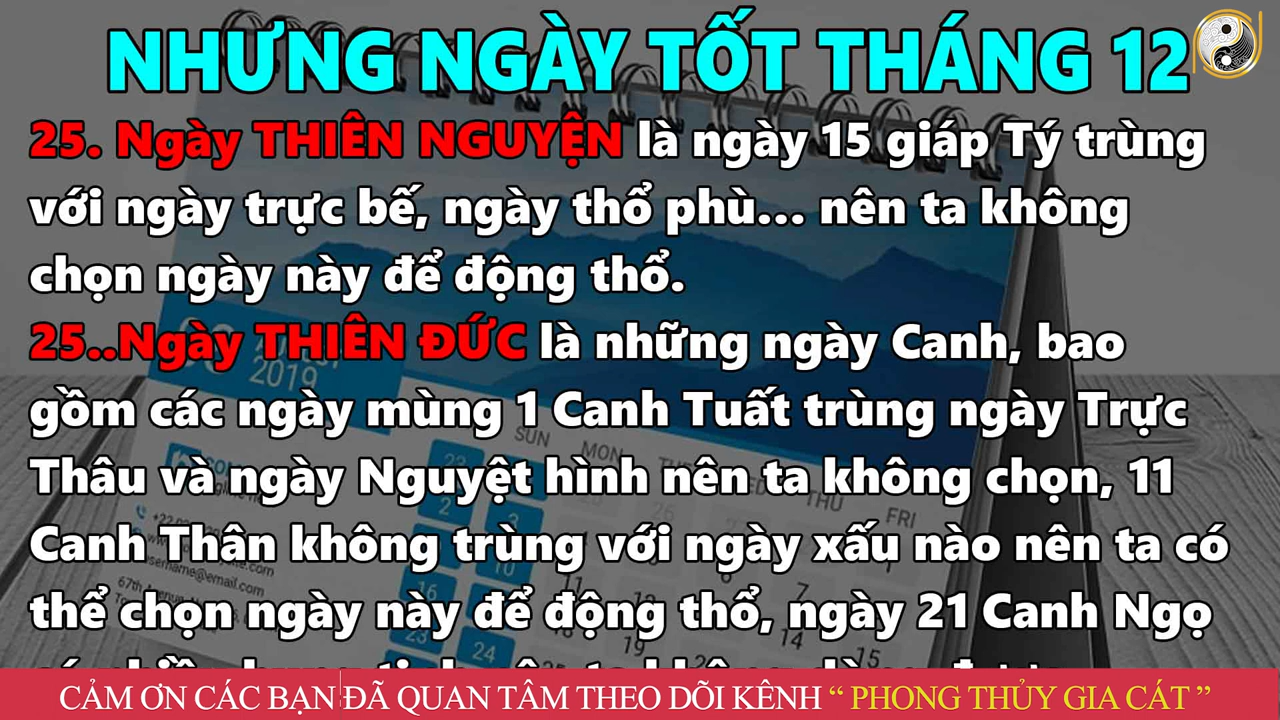 NHƯNG NGÀY TỐT THÁNG 12
25. Ngày THIÊN NGUYỆN là ngày 15 giáp Tý trùng
với ngày trực bế, ngày thổ phù... nên ta không
chọn ngày này để động thổ.
25..Ngày THIÊN ĐỨC là những ngày Canh, bao
gồm các ngày mùng 1 Canh Tuất trùng ngày Trực
Thâu và ngày Nguyệt hình nên ta không chọn, 11
Canh Thân không trùng với ngày xấu nào nên ta có
thể chọn ngày này để động thổ, ngày 21 Canh Ngọ
2019
SUN MON THU FRI
CẢM ƠN CÁC BẠN ĐÃ QUAN TÂM THEO DÕI KÊNH “ PHONG THỦY GIA CÁT ”